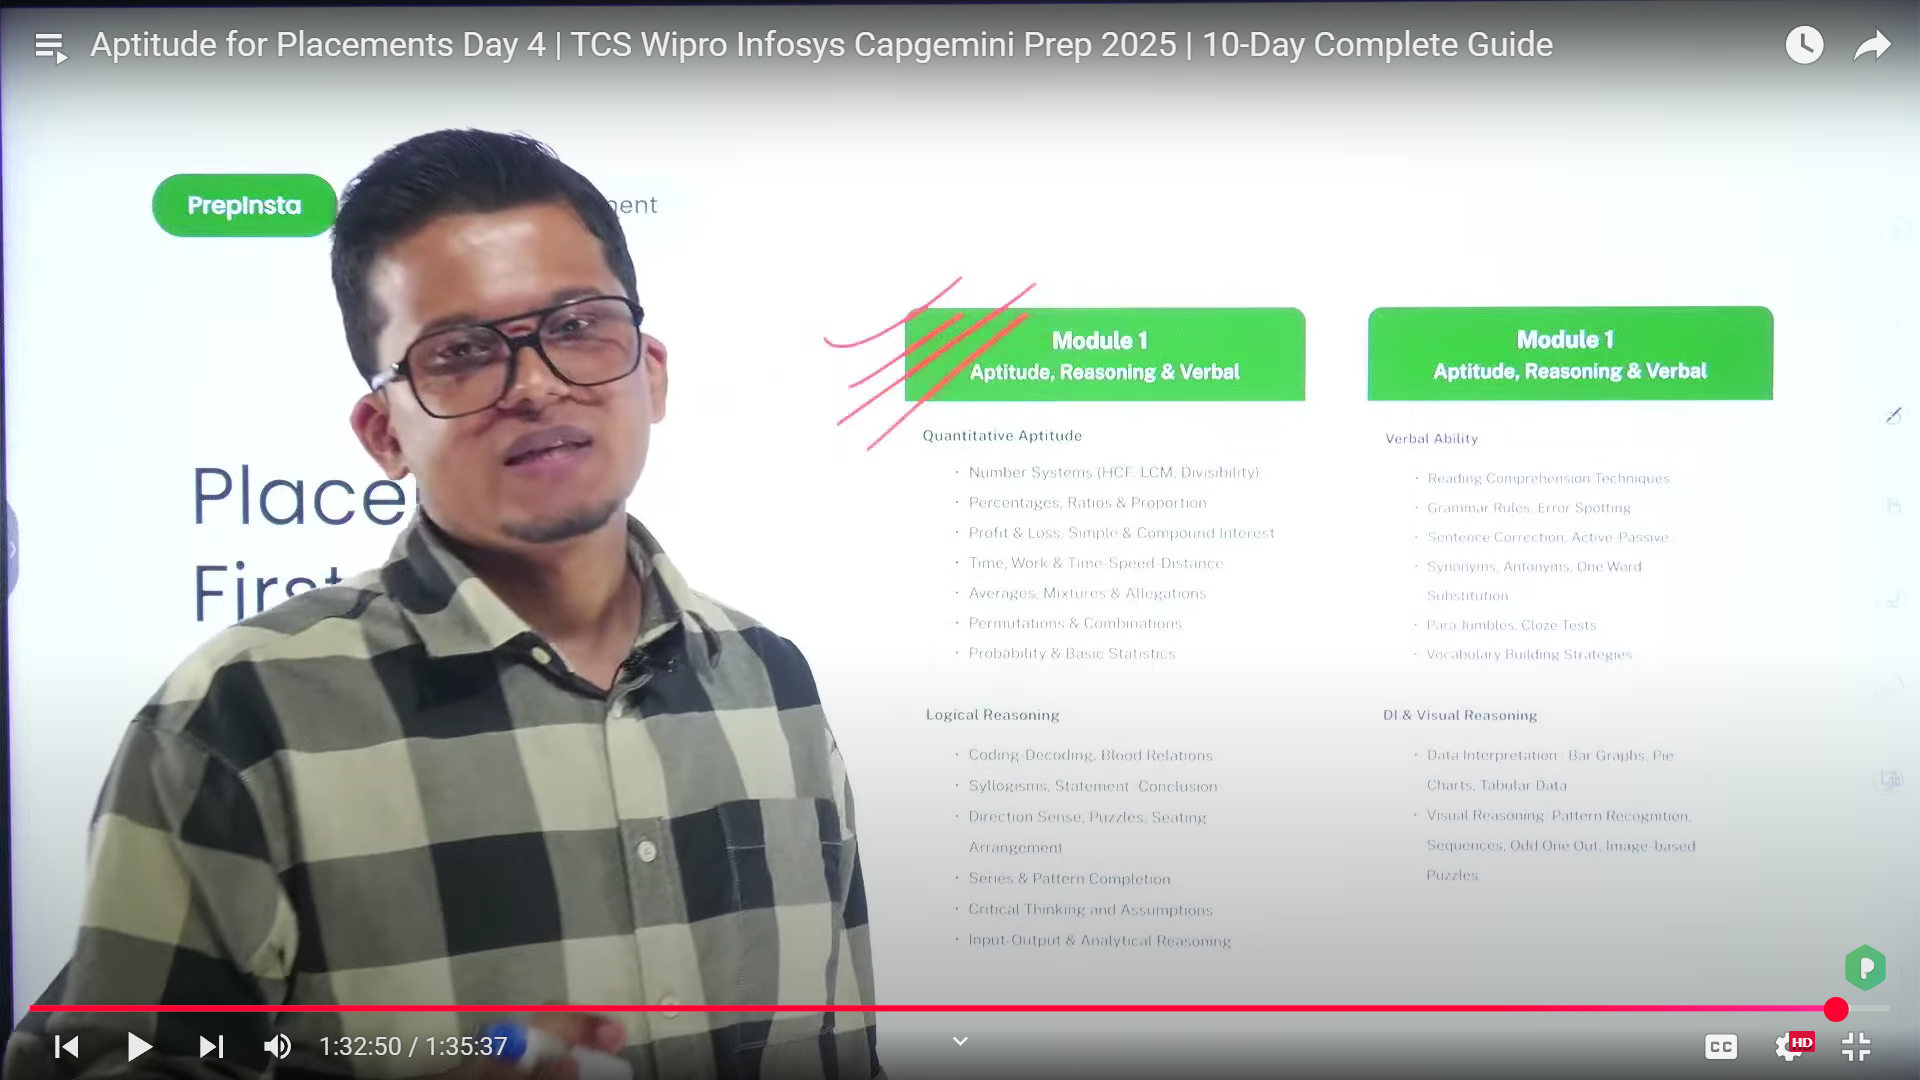 Aptitude for Placements Day 4 | TCS Wipro Infosys Capgemini Prep 2025 | 10-Day Complete Guide
PrepInsta
ment
Place
First
Module 1
Aptitude, Reasoning & Verbal
Quantitative Aptitude
· Number Systems (HCF, LCM, Divisibility)
· Percentages, Ratios & Proportion
· Profit & Loss, Simple & Compound Interest
· Time, Work & Time-Speed-Distance
· Averages, Mixtures & Allegations
· Permutations & Combinations
· Probability & Basic Statistics
Logical Reasoning
· Coding-Decoding, Blood Relations
· Syllogisms, Statement-Conclusion
· Direction Sense, Puzzles, Seating
Arrangement
· Series & Pattern Completion
· Critical Thinking and Assumptions
· Input-Output & Analytical Reasoning
Module 1
Aptitude, Reasoning & Verbal
Verbal Ability
· Reading Comprehension Techniques
· Grammar Rules, Error Spotting
· Sentence Correction, Active-Passive
· Synonyms, Antonyms, One Word
Substitution
· Para Jumbles, Cloze Tests
· Vocabulary Building Strategies
DI & Visual Reasoning
· Data Interpretation: Bar Graphs, Pie
Charts, Tabular Data
· Visual Reasoning: Pattern Recognition,
Sequences, Odd One Out, Image-based
Puzzles
1:32:50 / 1:35:37
CC
HD